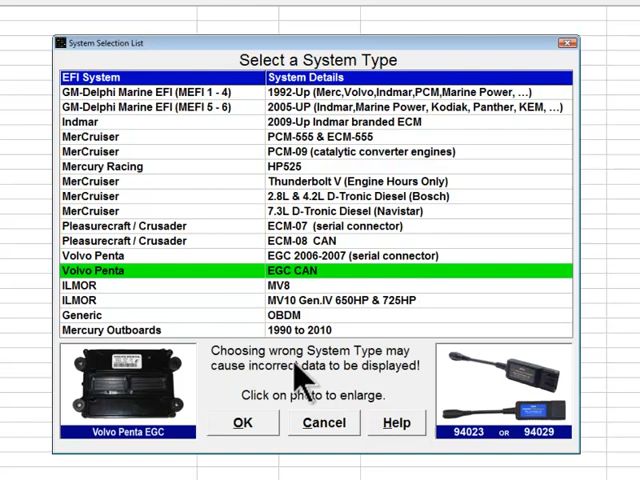 System Selection List
Select a System Type
EFI System System Details
GM-Delphi Marine EFI (MEFI 1 - 4) 1992-Up (Merc,Volvo,Indmar,PCM,Marine Power, ...)
GM-Delphi Marine EFI (MEFI 5 - 6) 2005-UP (Indmar,Marine Power, Kodiak, Panther, KEM, ...)
Indmar 2009-Up Indmar branded ECM
MerCruiser PCM-555 & ECM-555
MerCruiser PCM-09 (catalytic converter engines)
Mercury Racing HP525
MerCruiser Thunderbolt V (Engine Hours Only)
MerCruiser 2.8L & 4.2L D-Tronic Diesel (Bosch)
MerCruiser 7.3L D-Tronic Diesel (Navistar)
Pleasurecraft / Crusader ECM-07 (serial connector)
Pleasurecraft / Crusader ECM-08 CAN
Volvo Penta EGC 2006-2007 (serial connector)
Volvo Penta EGC CAN
ILMOR MV8
ILMOR MV10 Gen.IV 650HP & 725HP
Generic OBDM
Mercury Outboards 1990 to 2010
Choosing wrong System Type may
cause incorrect data to be displayed!
Click on photo to enlarge.
OK Cancel Help
Volvo Penta EGC
94023 OR 94029